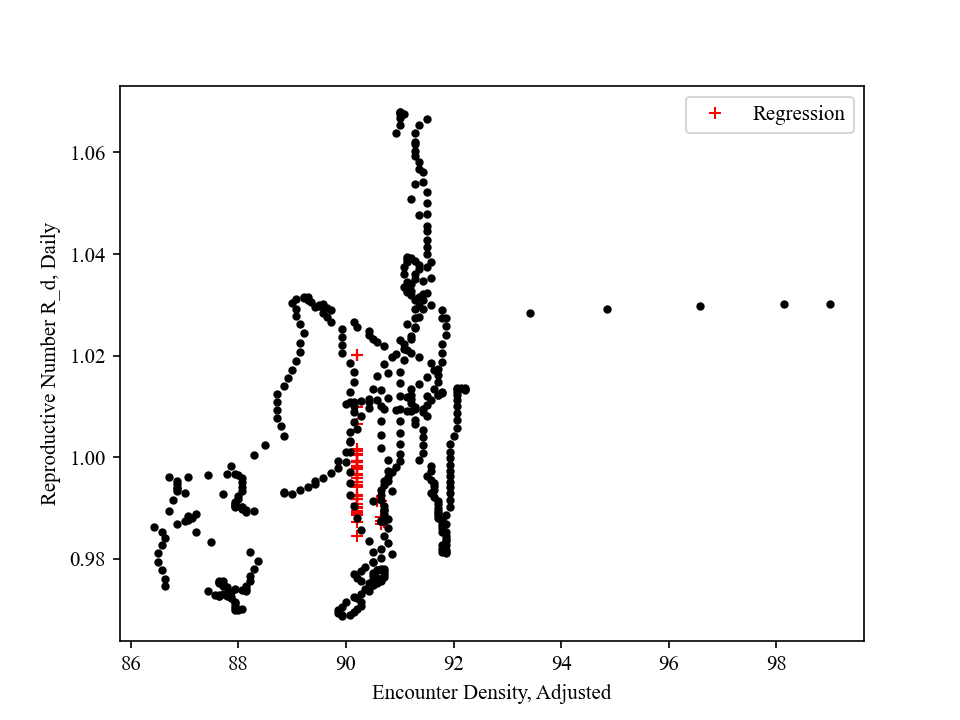 Regression
1.06
1.04
1.02
1.00
0.98
Reproductive Number R_d, Daily
86 88 90 92 94 96 98
Encounter Density, Adjusted